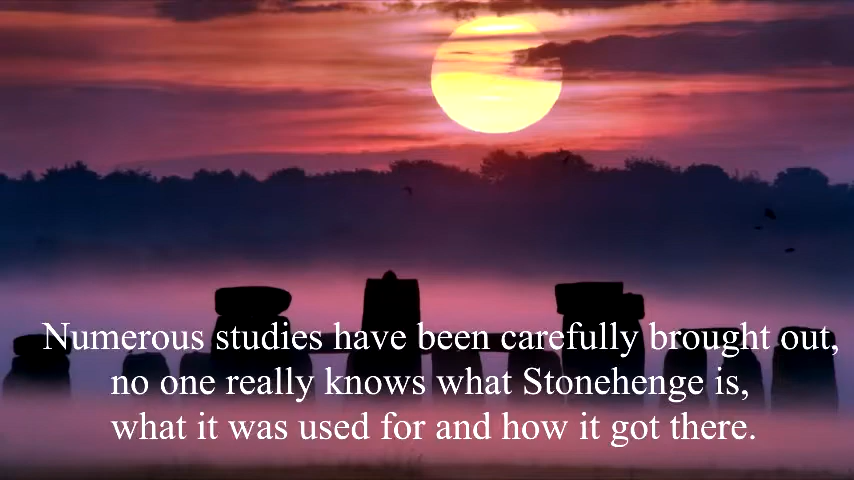 Numerous studies have been carefully brought out,
no one really knows what Stonehenge is,
what it was used for and how it got there.